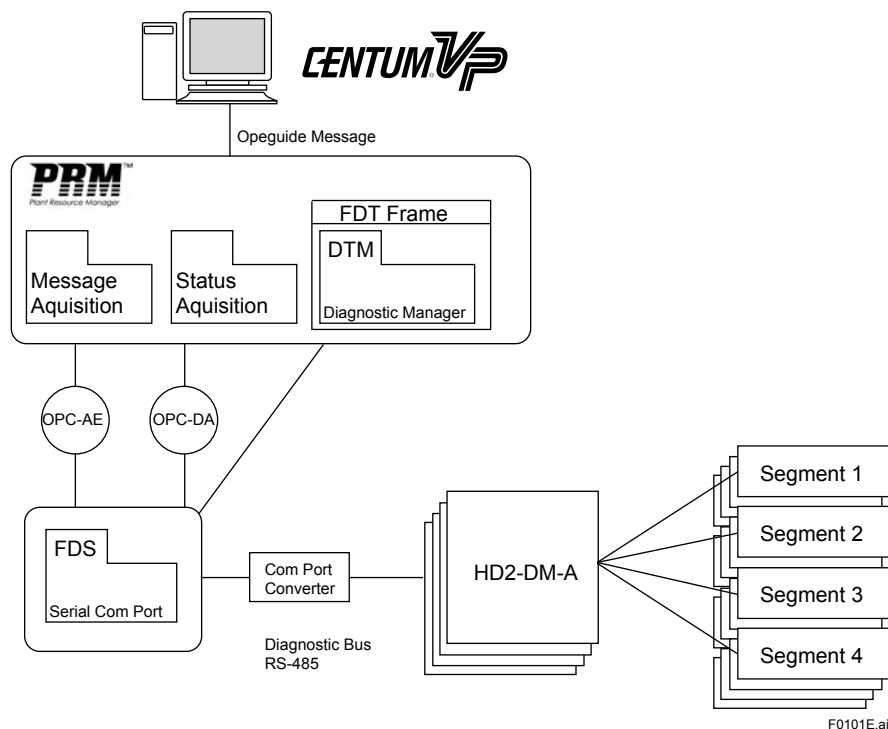 CENTUM VP
Opeguide Message
PRM™
Plant Resource Manager
FDT Frame
DTM
Diagnostic Manager
Message
Aquisition
Status
Aquisition
OPC-AE
OPC-DA
FDS
Serial Com Port
Com Port
Converter
Diagnostic Bus
RS-485
HD2-DM-A
Segment 1
Segment 2
Segment 3
Segment 4
F0101E.ai